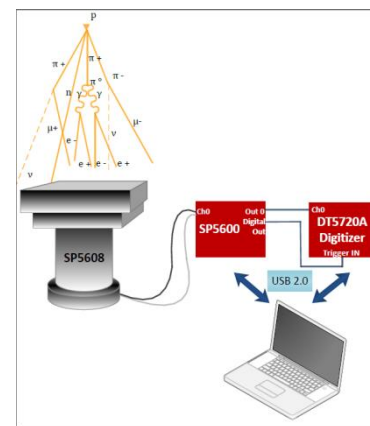 p
π +
π +
π -
π °
n
γ
γ
μ+
ν
μ-
e -
ν
e +
e -
e +
SP5608
Ch0
Out 0
Digital
Out
SP5600
Ch0
DT5720A
Digitizer
Trigger IN
USB 2.0